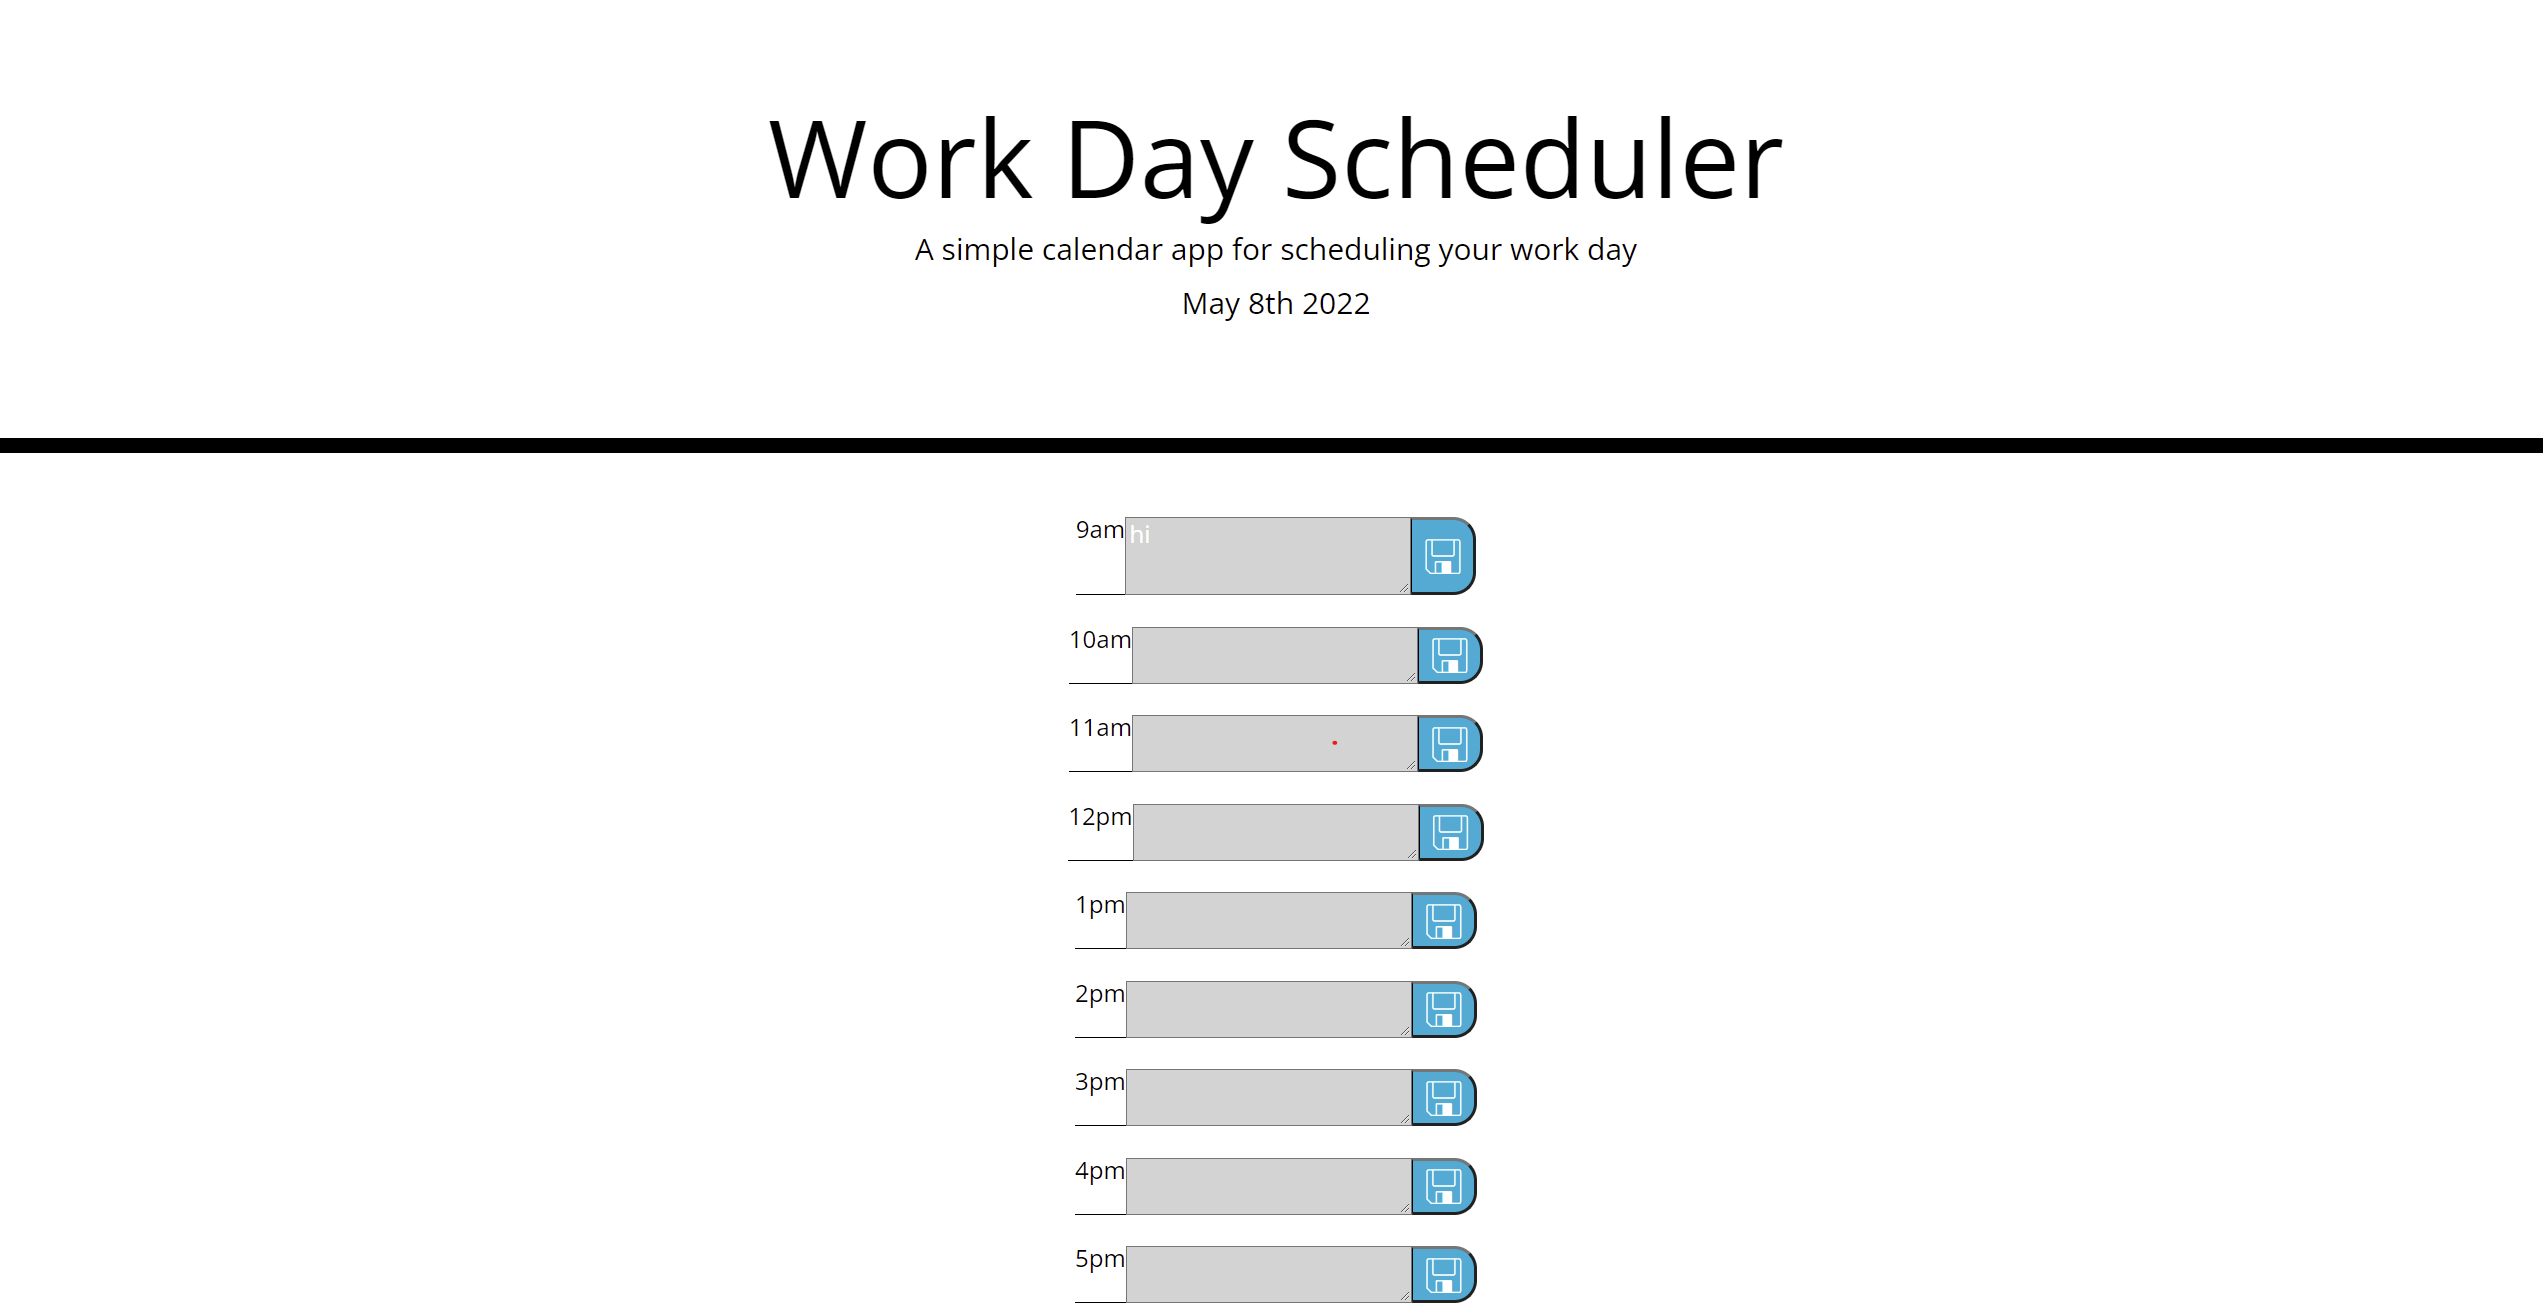 Work Day Scheduler
A simple calendar app for scheduling your work day
May 8th 2022
9am hi
10am
11am
12pm
1pm
2pm
3pm
4pm
5pm